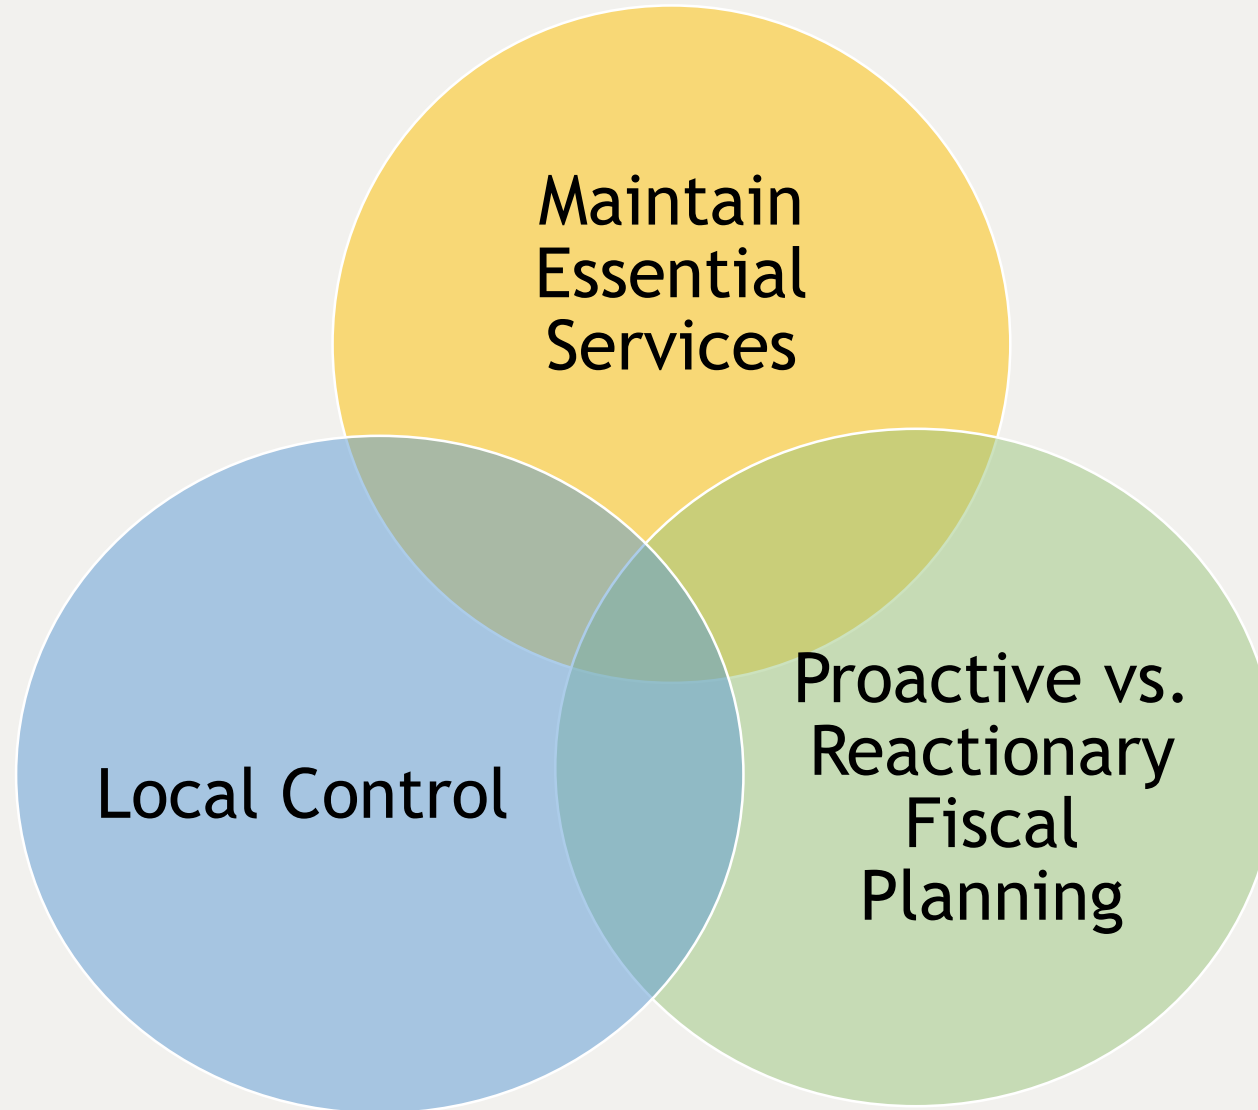 Maintain
Essential
Services
Local Control
Proactive vs.
Reactionary
Fiscal
Planning